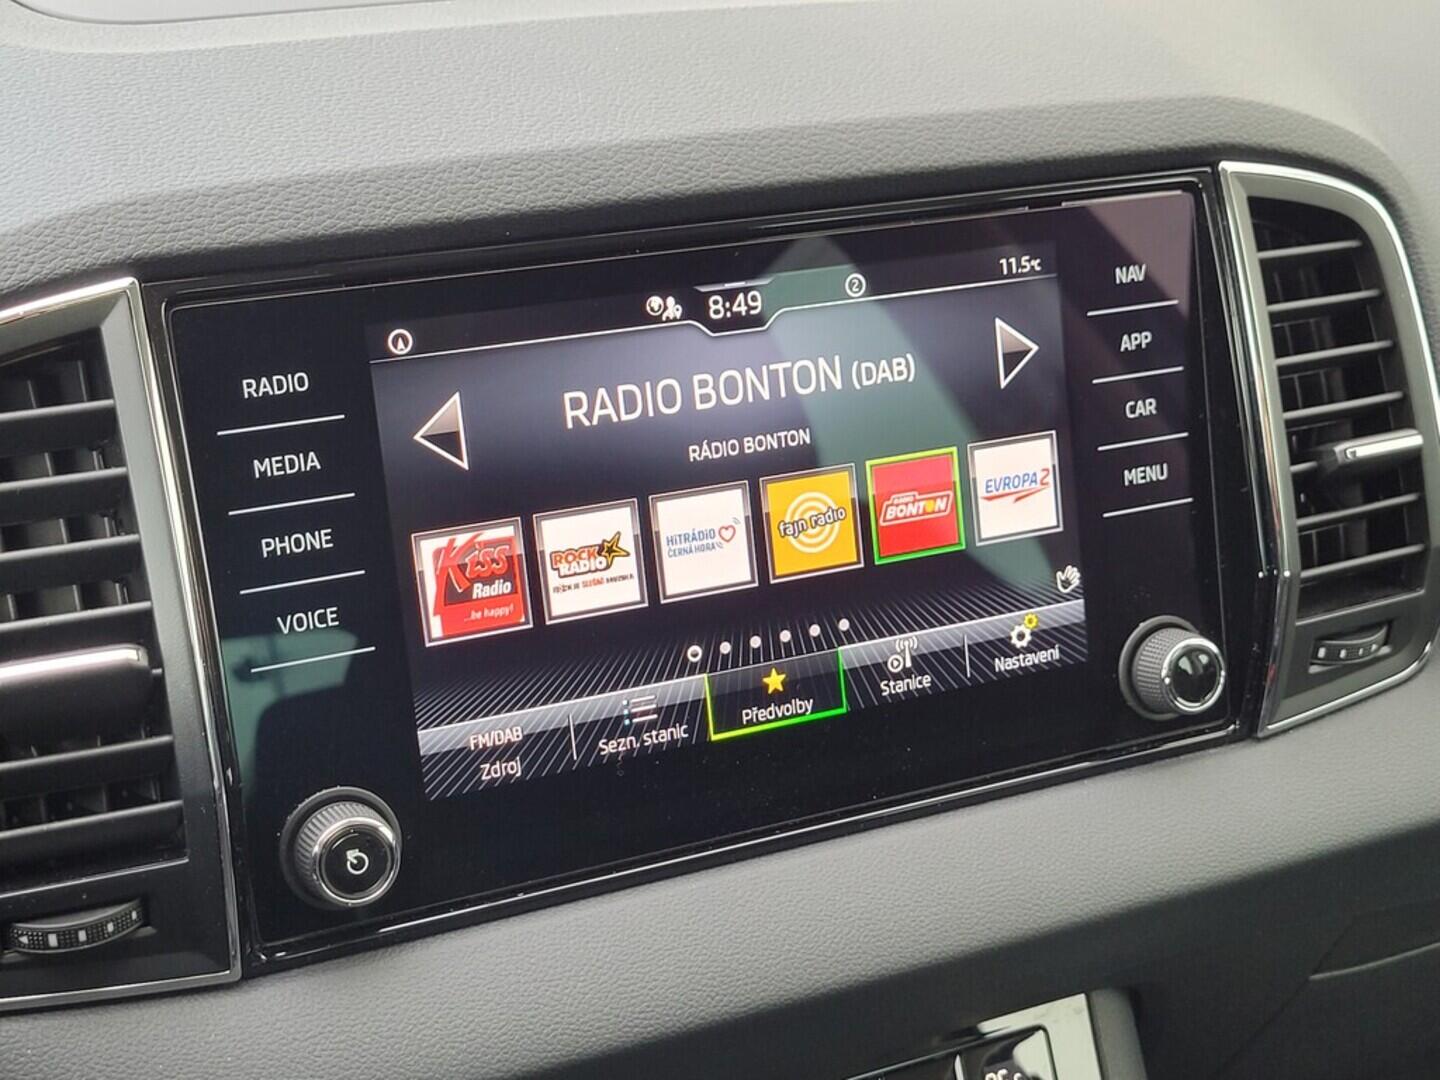 RADIO
MEDIA
PHONE
VOICE
8:49
2
11.5°C
RADIO BONTON (DAB)
RÁDIO BONTON
Kiss
Radio
...be happy!
ROCK
RADIO
HITRÁDIO
ČERNÁ HORA
fajn radio
RADIO
BONTON
EVROPA 2
FM/DAB
Zdroj
Sezn. stanic
Předvolby
Stanice
Nastavení
NAV
APP
CAR
MENU